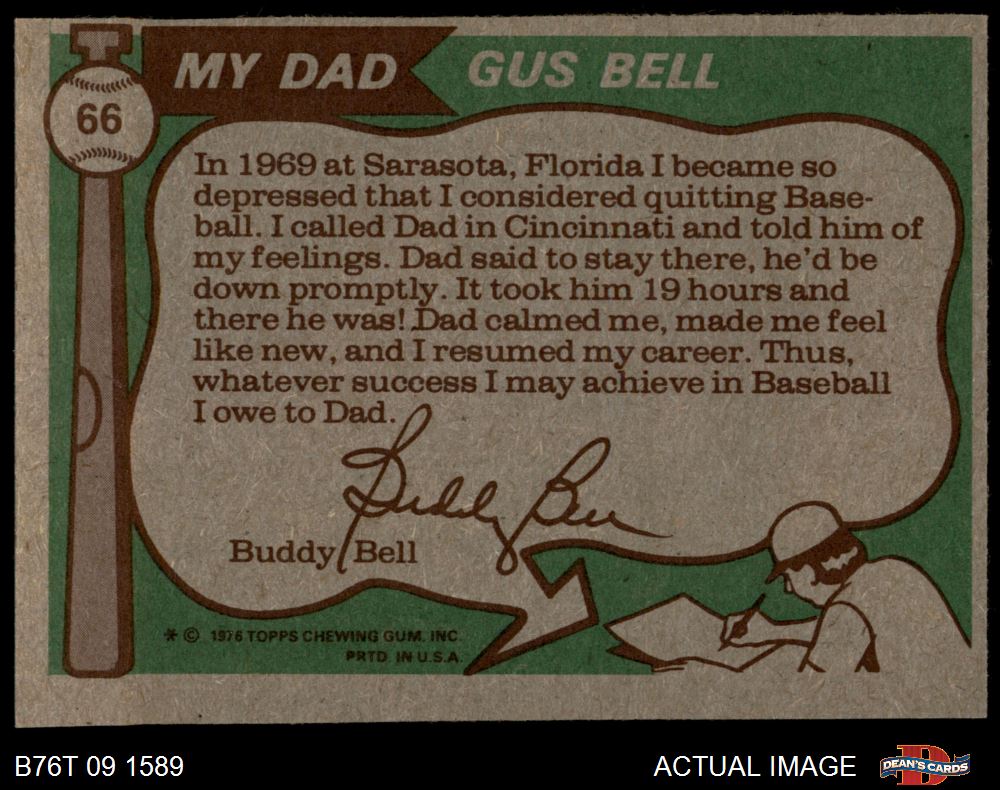 66
MY DAD GUS BELL
In 1969 at Sarasota, Florida I became so
depressed that I considered quitting Base-
ball. I called Dad in Cincinnati and told him of
my feelings. Dad said to stay there, he'd be
down promptly. It took him 19 hours and
there he was! Dad calmed me, made me feel
like new, and I resumed my career. Thus,
whatever success I may achieve in Baseball
I owe to Dad.
Buddy Bell
Buddy Bell
* © 1976 TOPPS CHEWING GUM, INC.
PRTD. IN U.S.A.
B76T 09 1589
ACTUAL IMAGE
DEAN'S CARDS